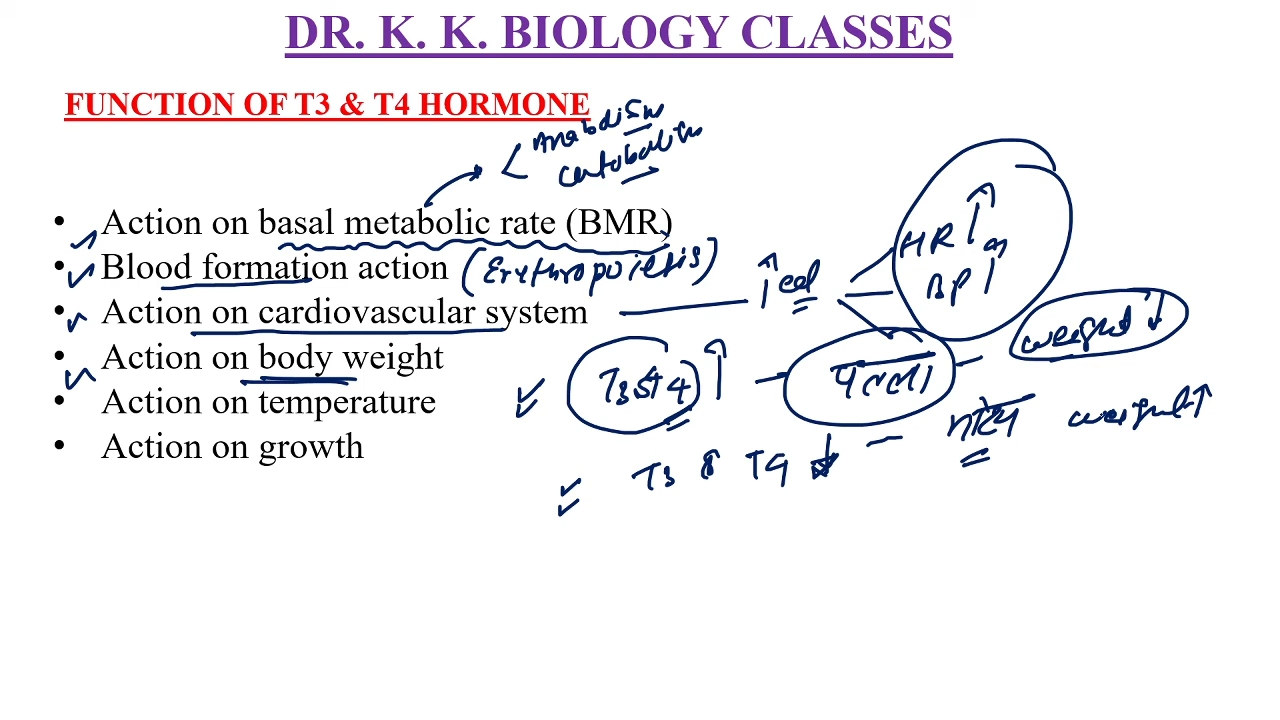 DR. K. K. BIOLOGY CLASSES
FUNCTION OF T3 & T4 HORMONE
Anabolism
Catabolism
• Action on basal metabolic rate (BMR)
• Blood formation action (Erythropoiesis)
• Action on cardiovascular system
• Action on body weight
• Action on temperature
• Action on growth
HR ↑
BP ↑
T3 & T4 ↑ → पतला — weight ↓
T3 & T4 ↓ — मोटा weight ↑